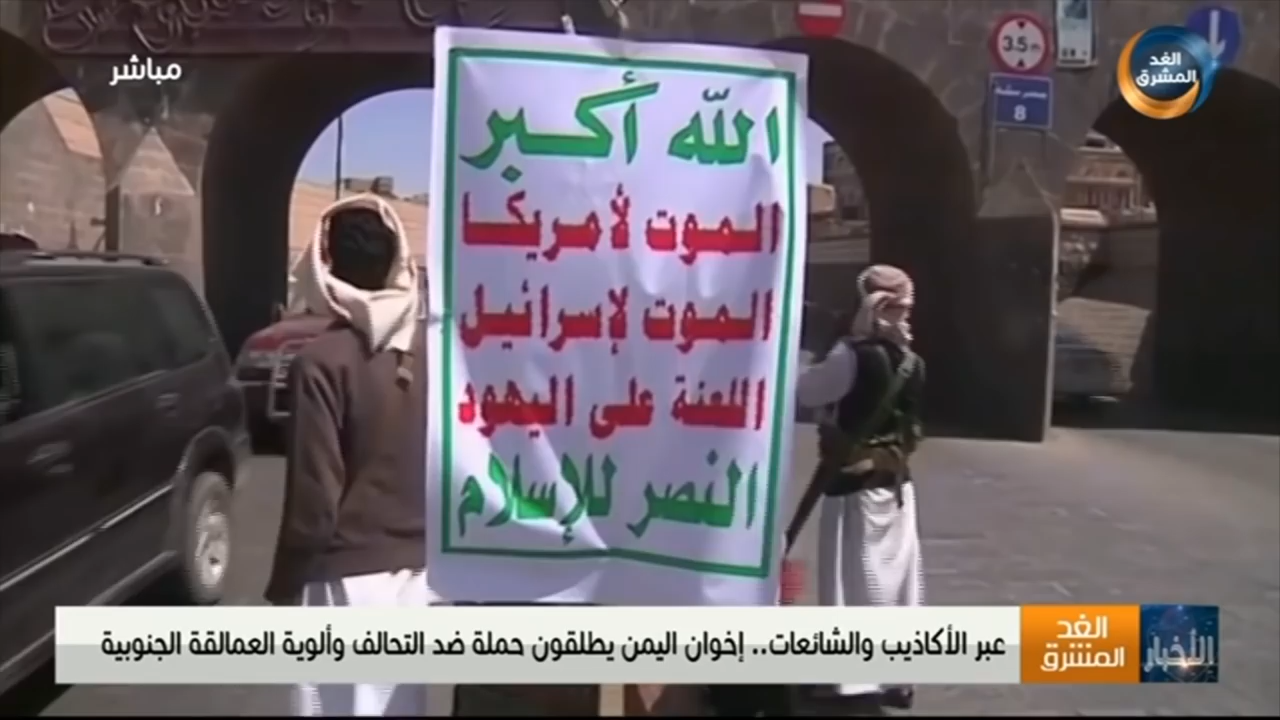 مباشر
الغد
المشرق
3.5m
8
الله أكبر
الموت لأمريكا
الموت لإسرائيل
اللعنة على اليهود
النصر للإسلام
الأخبار
الغد
المشرق
عبر الأكاذيب والشائعات.. إخوان اليمن يطلقون حملة ضد التحالف وألوية العمالقة الجنوبية